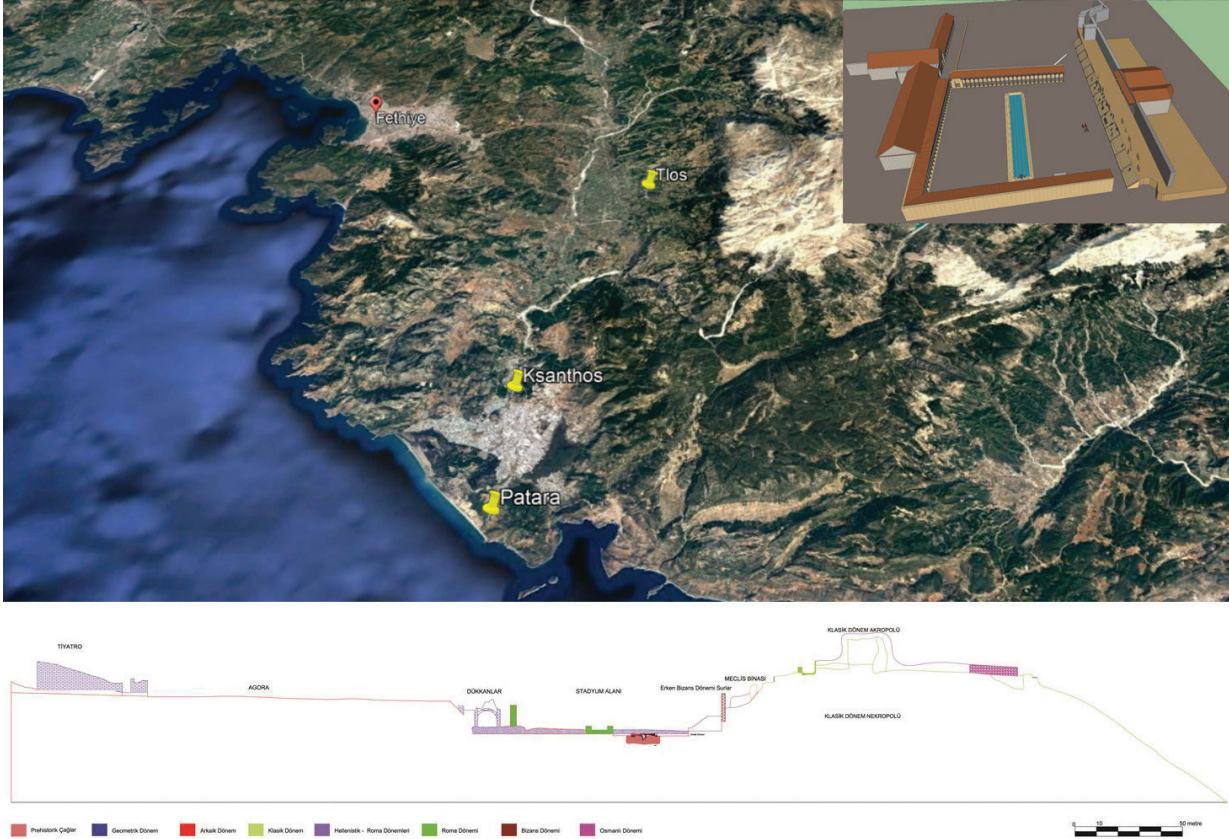 Fethiye
Tlos
Ksanthos
Patara
TİYATRO
AGORA
DÜKKANLAR
STADYUM ALANI
Erken Bizans Dönemi Surlar
MECLİS BİNASI
KLASİK DÖNEM AKROPOLÜ
KLASİK DÖNEM NEKROPOLÜ
Prehistorik Çağlar
Geometrik Dönem
Arkaik Dönem
Klasik Dönem
Hellenistik - Roma Dönemleri
Roma Dönemi
Bizans Dönemi
Osmanlı Dönemi
0 10 50 metre